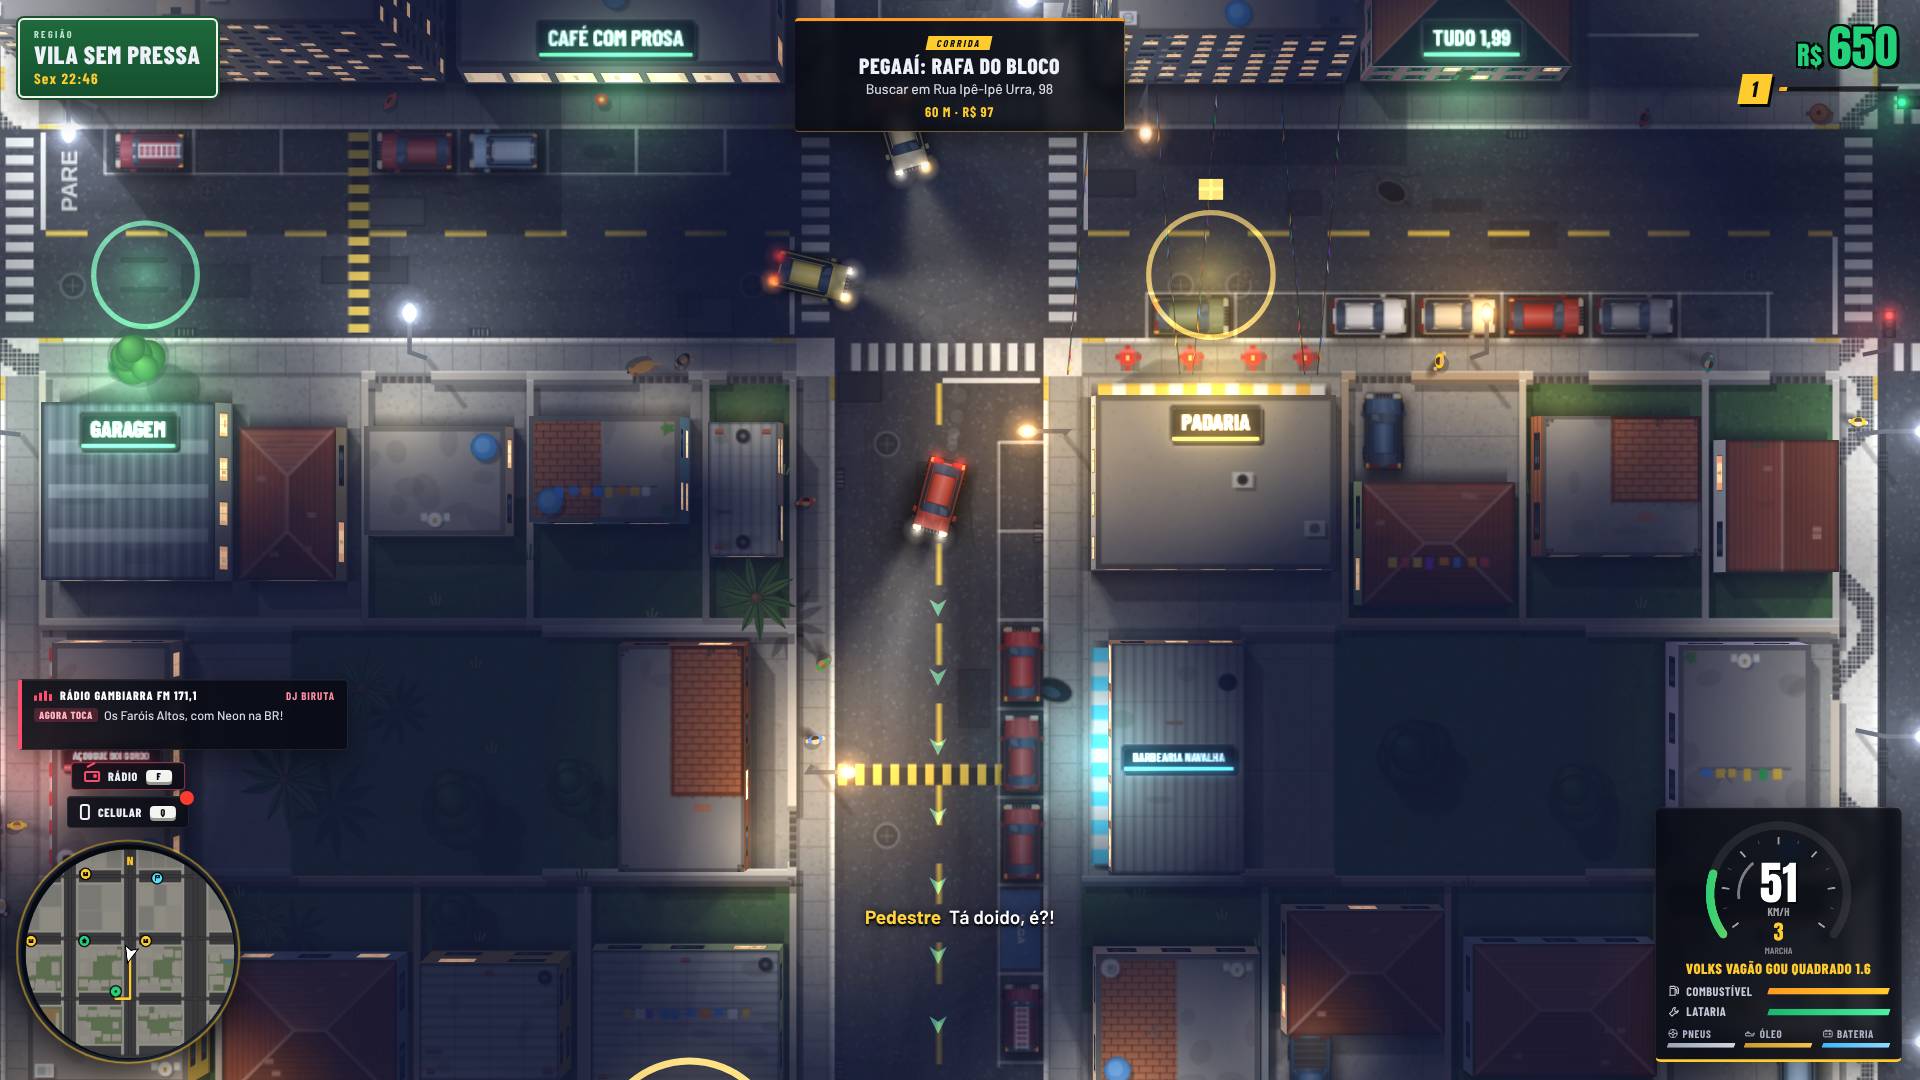 REGIÃO
VILA SEM PRESSA
Sex 22:46
CAFÉ COM PROSA
CORRIDA
PEGAAÍ: RAFA DO BLOCO
Buscar em Rua Ipê-Ipê Urra, 98
60 M · R$ 97
TUDO 1,99
R$ 650
1
PARE
GARAGEM
PADARIA
RÁDIO GAMBIARRA FM 171,1
DJ BIRUTA
AGORA TOCA Os Faróis Altos, com Neon na BR!
AÇOUGUE BOI GORDO
RÁDIO F
CELULAR Q
BARBEARIA NAVALHA
N
Pedestre Tá doido, é?!
51
KM/H
3
MARCHA
VOLKS VAGÃO GOU QUADRADO 1.6
COMBUSTÍVEL
LATARIA
PNEUS
ÓLEO
BATERIA